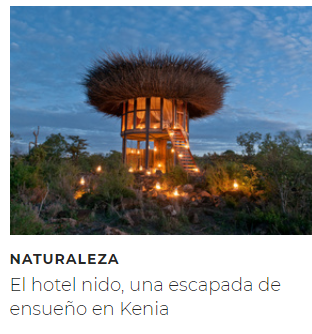 NATURALEZA
El hotel nido, una escapada de
ensueño en Kenia